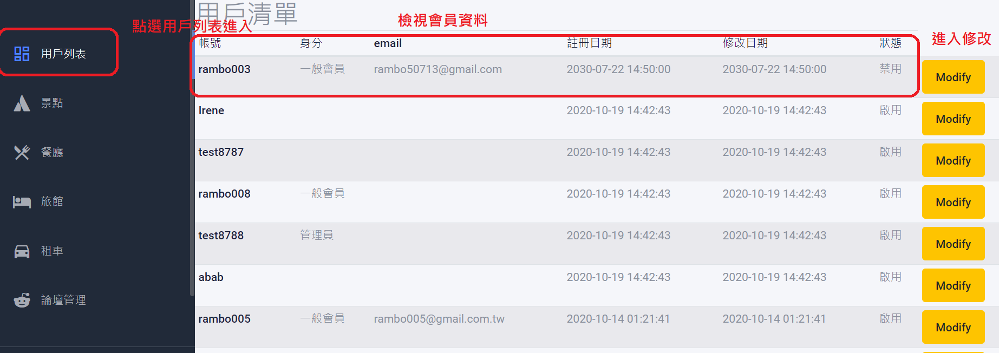 用戶清單
點選用戶列表進入
檢視會員資料
進入修改
用戶列表
景點
餐廳
旅館
租車
論壇管理
帳號 身分 email 註冊日期 修改日期 狀態
rambo003 一般會員 rambo50713@gmail.com 2030-07-22 14:50:00 2030-07-22 14:50:00 禁用 Modify
Irene 2020-10-19 14:42:43 2020-10-19 14:42:43 啟用 Modify
test8787 2020-10-19 14:42:43 2020-10-19 14:42:43 啟用 Modify
rambo008 一般會員 2020-10-19 14:42:43 2020-10-19 14:42:43 啟用 Modify
test8788 管理員 2020-10-19 14:42:43 2020-10-19 14:42:43 啟用 Modify
abab 2020-10-19 14:42:43 2020-10-19 14:42:43 啟用 Modify
rambo005 一般會員 rambo005@gmail.com.tw 2020-10-14 01:21:41 2020-10-14 01:21:41 啟用 Modify